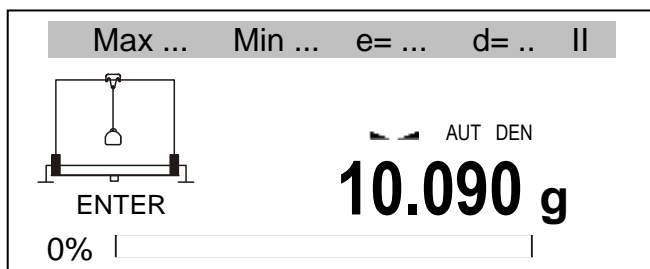 Max ... Min ... e= ... d= .. II
AUT DEN
ENTER
10.090 g
0%